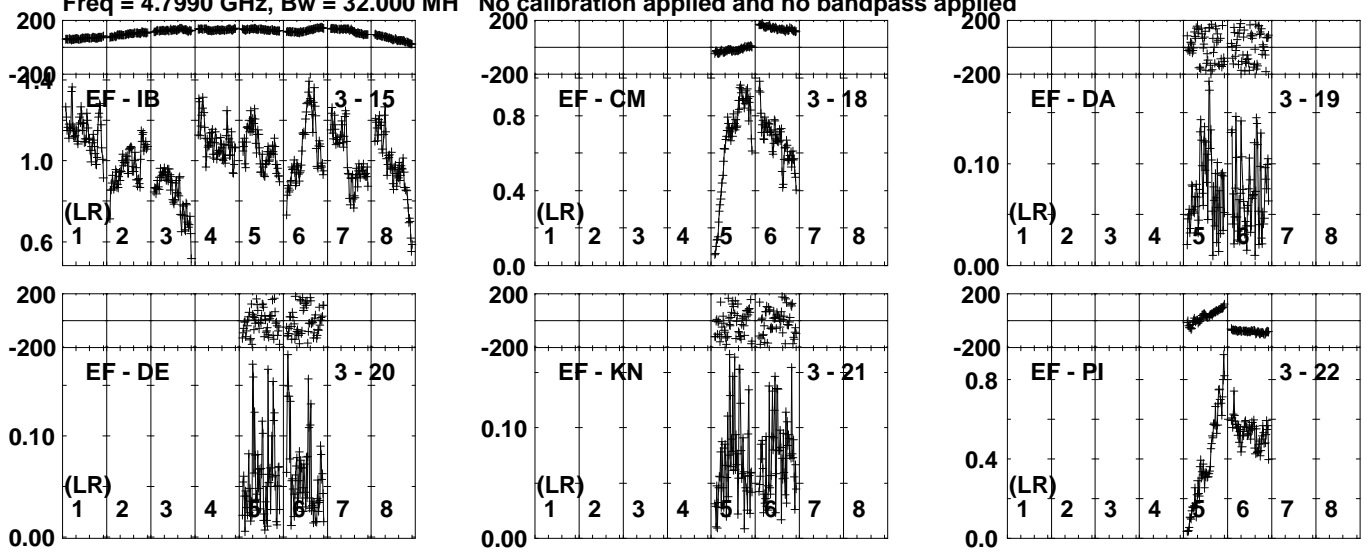 Freq = 4.7990 GHz, Bw = 32.000 MH No calibration applied and no bandpass applied
200
-200
1.4
1.0
0.6
EF - IB 3 - 15
(LR)
1 2 3 4 5 6 7 8
200
-200
0.8
0.4
0.0
EF - CM 3 - 18
(LR)
1 2 3 4 5 6 7 8
200
-200
0.10
0.00
EF - DA 3 - 19
(LR)
1 2 3 4 5 6 7 8
200
-200
0.10
0.00
EF - DE 3 - 20
(LR)
1 2 3 4 5 6 7 8
200
-200
0.10
0.00
EF - KN 3 - 21
(LR)
1 2 3 4 5 6 7 8
200
-200
0.8
0.4
0.0
EF - PI 3 - 22
(LR)
1 2 3 4 5 6 7 8